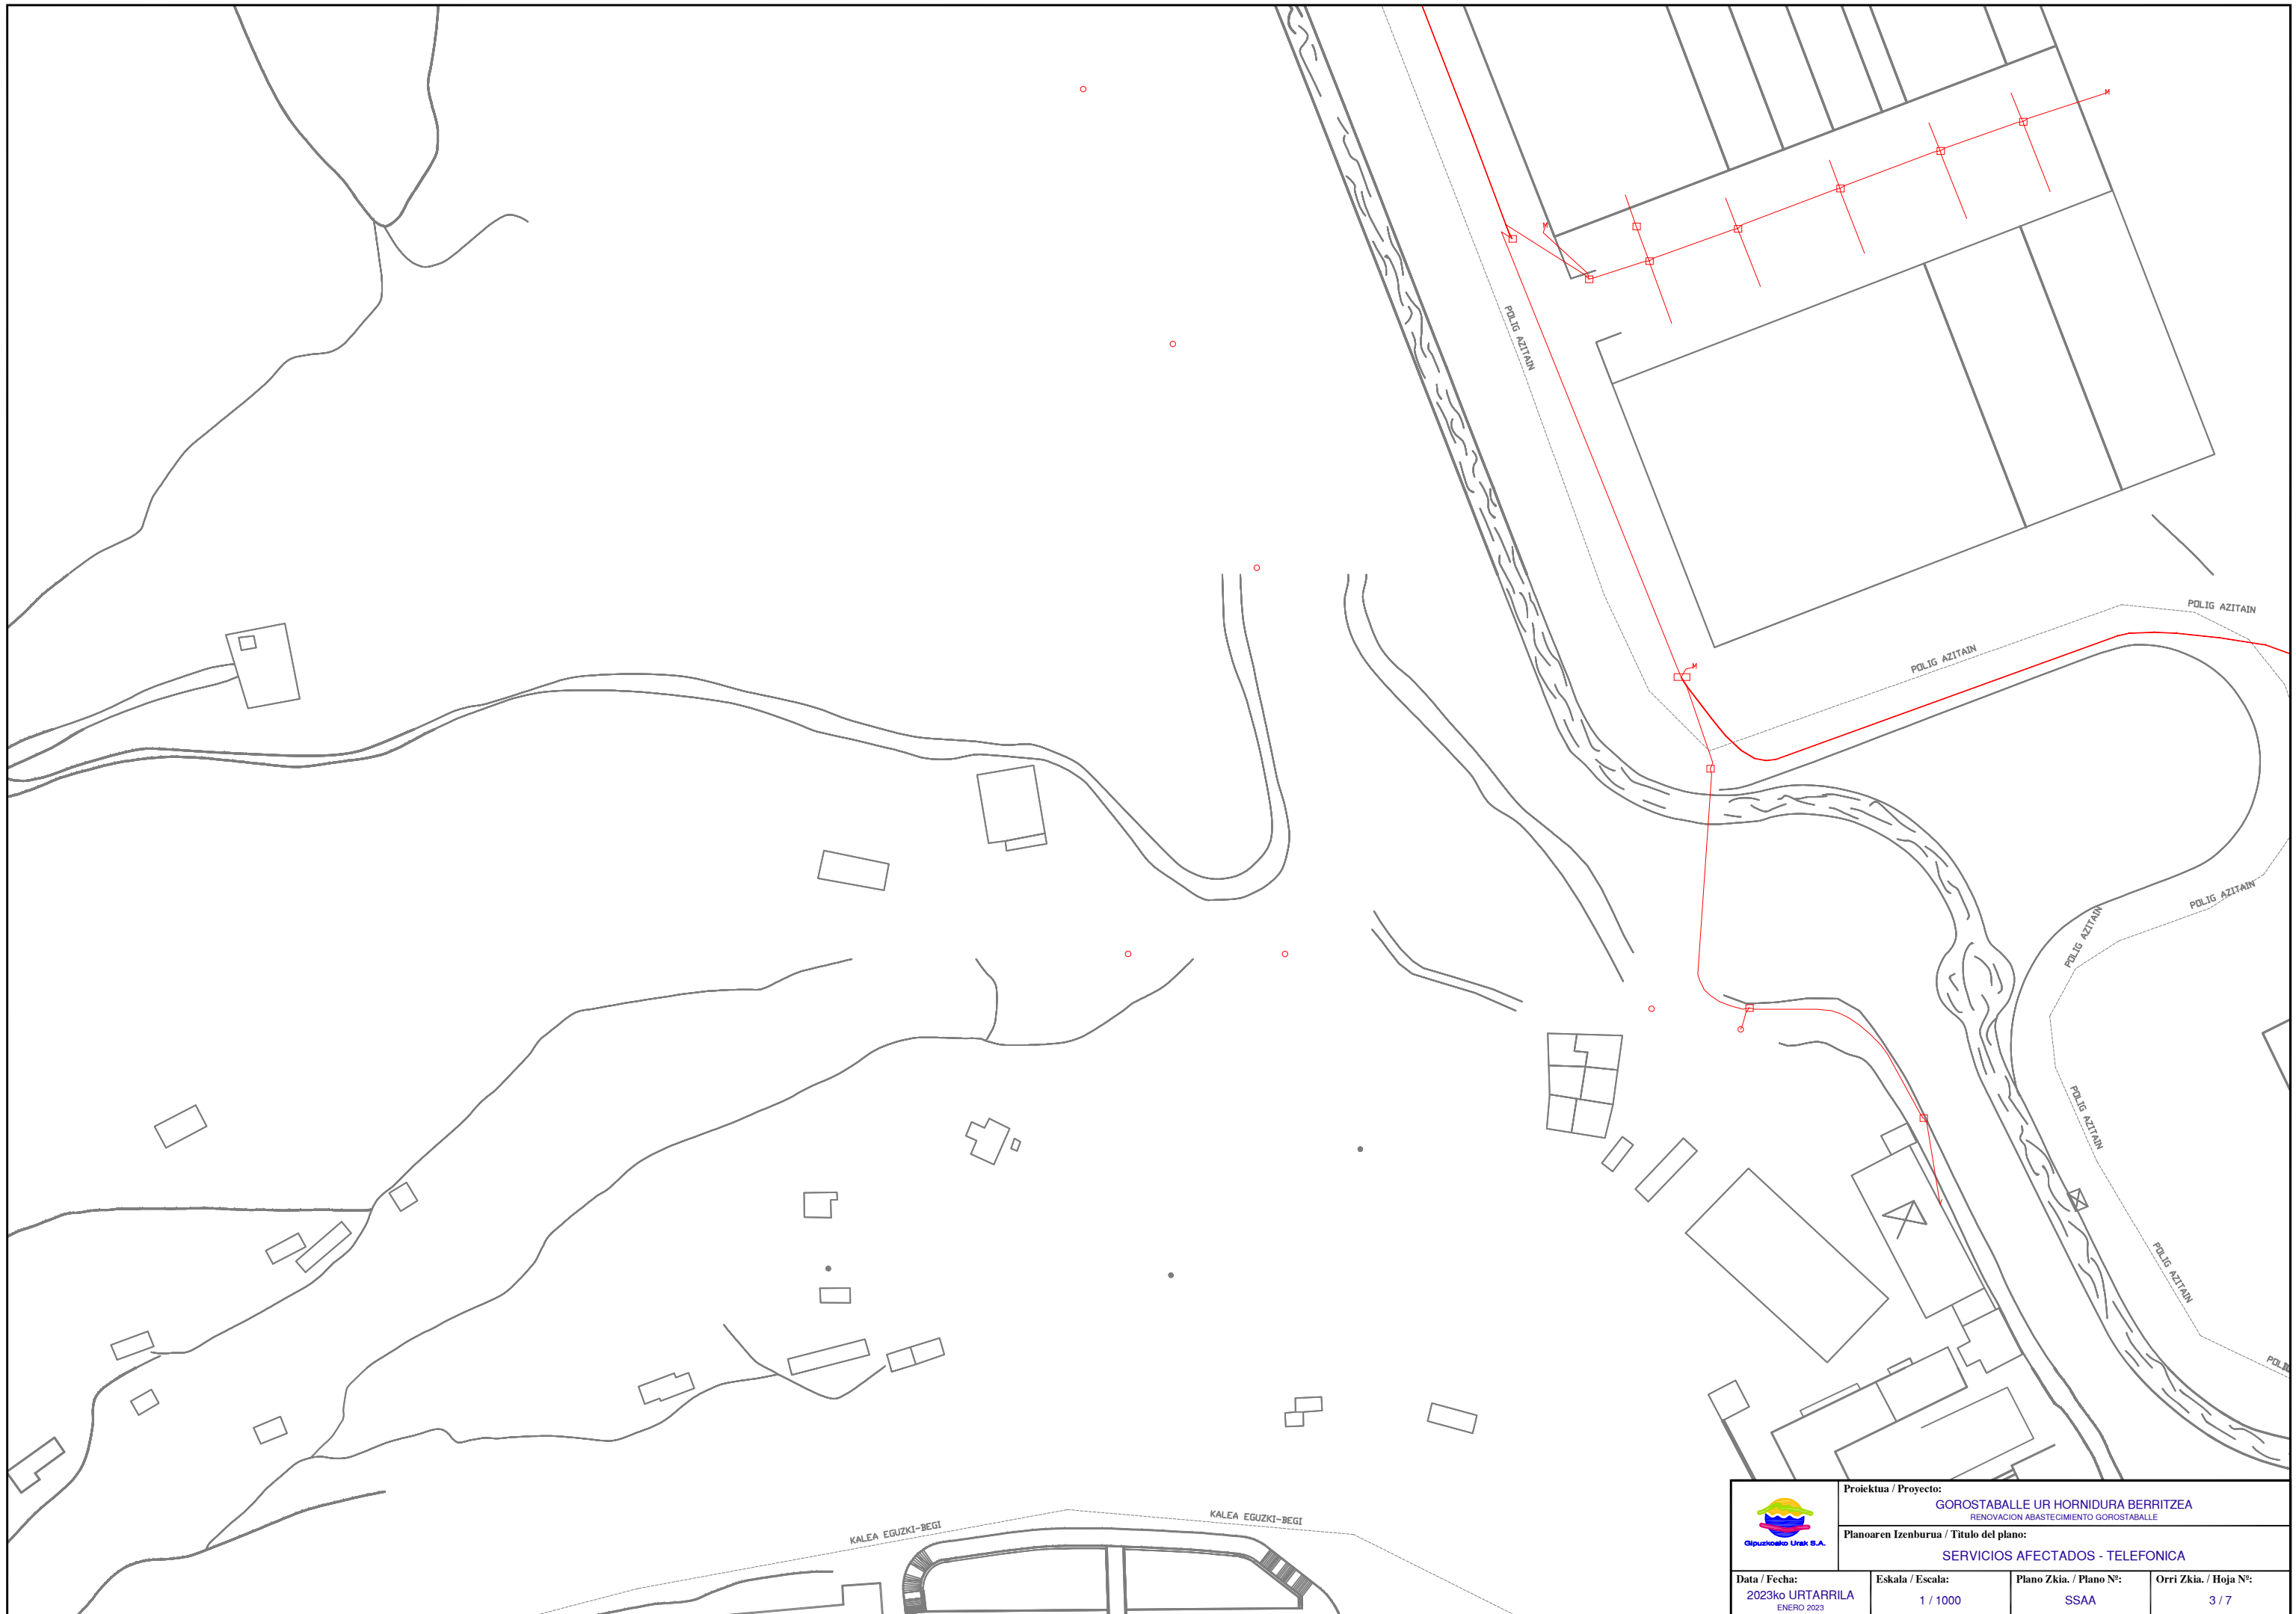 M
M
POLIG AZITAIN
POLIG AZITAIN
M
POLIG AZITAIN
POLIG AZITAIN
POLIG AZITAIN
POLIG AZITAIN
POLIG AZITAIN
KALEA EGUZKI-BEGI
KALEA EGUZKI-BEGI
Gipuzkoako Urak S.A.
Proiektua / Proyecto:
GOROSTABALLE UR HORNIDURA BERRITZEA
RENOVACION ABASTECIMIENTO GOROSTABALLE
Planoaren Izenburua / Titulo del plano:
SERVICIOS AFECTADOS - TELEFONICA
Data / Fecha:
2023ko URTARRILA
ENERO 2023
Eskala / Escala:
1 / 1000
Plano Zkia. / Plano Nº:
SSAA
Orri Zkia. / Hoja Nº:
3 / 7